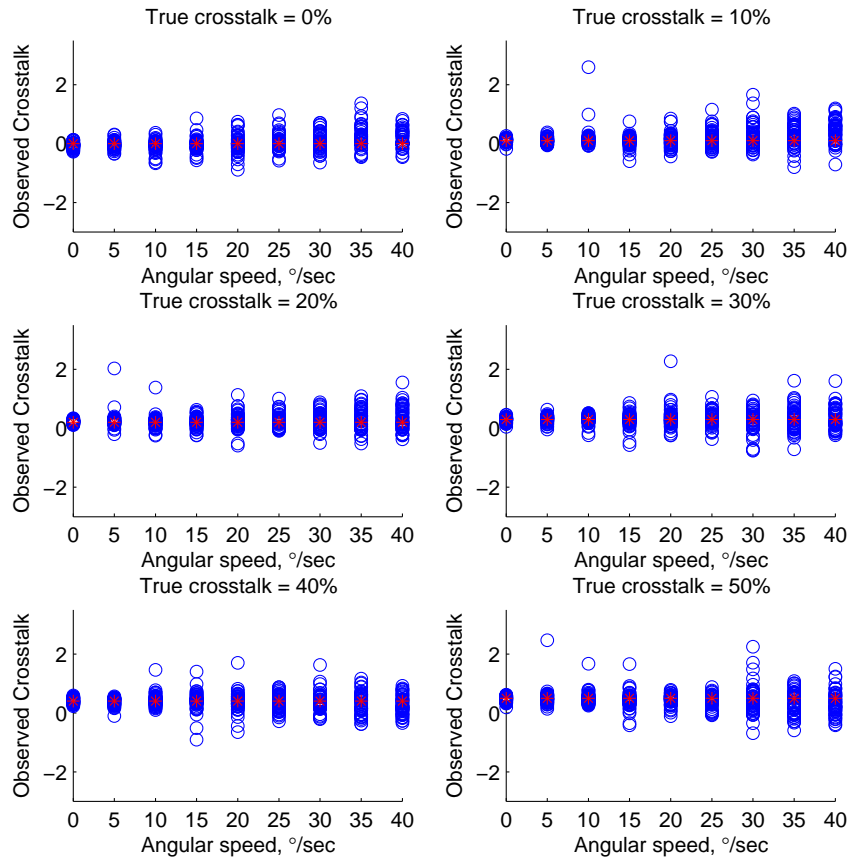 True crosstalk = 0%
Observed Crosstalk
2
0
−2
0 5 10 15 20 25 30 35 40
Angular speed, °/sec
True crosstalk = 10%
Observed Crosstalk
2
0
−2
0 5 10 15 20 25 30 35 40
Angular speed, °/sec
True crosstalk = 20%
Observed Crosstalk
2
0
−2
0 5 10 15 20 25 30 35 40
Angular speed, °/sec
True crosstalk = 30%
Observed Crosstalk
2
0
−2
0 5 10 15 20 25 30 35 40
Angular speed, °/sec
True crosstalk = 40%
Observed Crosstalk
2
0
−2
0 5 10 15 20 25 30 35 40
Angular speed, °/sec
True crosstalk = 50%
Observed Crosstalk
2
0
−2
0 5 10 15 20 25 30 35 40
Angular speed, °/sec